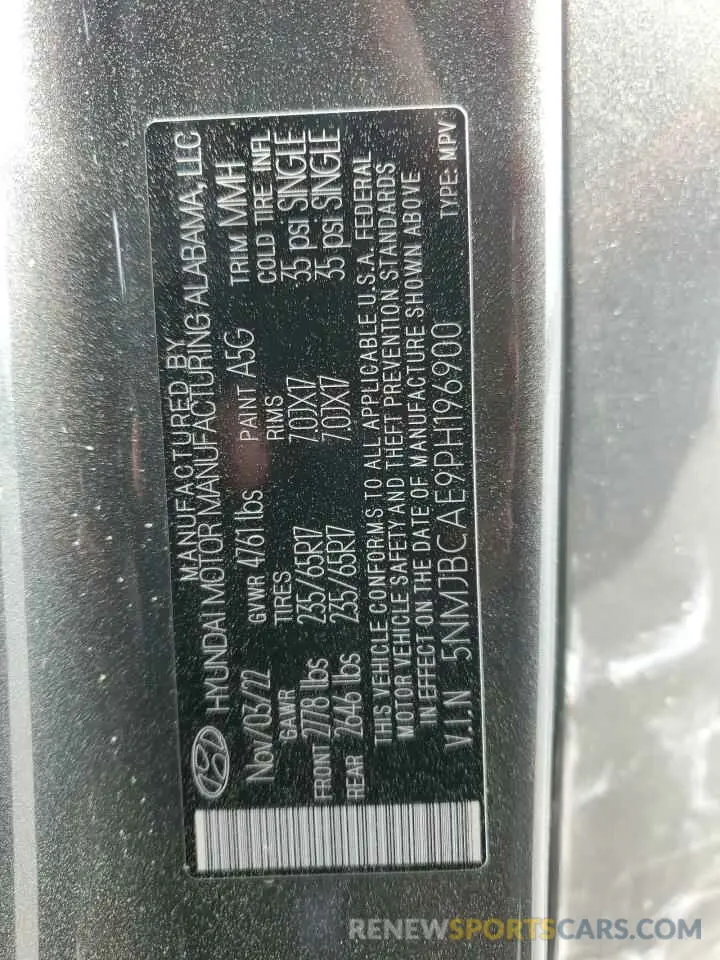 MANUFACTURED BY
HYUNDAI MOTOR MANUFACTURING ALABAMA, LLC
Nov/03/22 GVWR 4761 lbs PAINT A5G TRIM MMH
GAWR TIRES RIMS COLD TIRE INFL
FRONT 2778 lbs 235/65R17 7.0JX17 35 psi SINGLE
REAR 2646 lbs 235/65R17 7.0JX17 35 psi SINGLE
THIS VEHICLE CONFORMS TO ALL APPLICABLE U.S.A. FEDERAL
MOTOR VEHICLE SAFETY AND THEFT PREVENTION STANDARDS
IN EFFECT ON THE DATE OF MANUFACTURE SHOWN ABOVE
V.I.N 5NMJBCAE9PH196900 TYPE: MPV
RENEWSPORTSCARS.COM